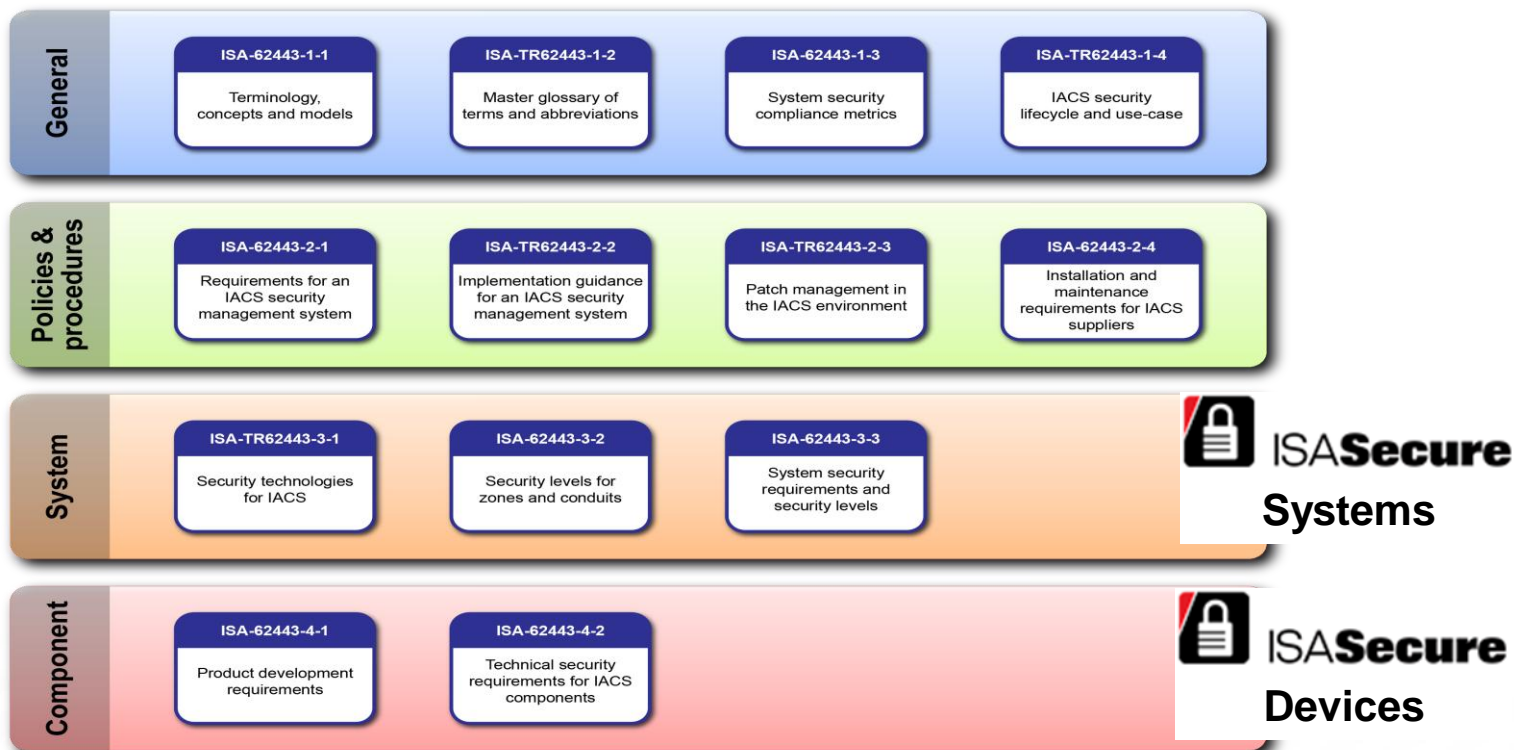 General
ISA-62443-1-1
Terminology,
concepts and models
ISA-TR62443-1-2
Master glossary of
terms and abbreviations
ISA-62443-1-3
System security
compliance metrics
ISA-TR62443-1-4
IACS security
lifecycle and use-case
Policies &
procedures
ISA-62443-2-1
Requirements for an
IACS security
management system
ISA-TR62443-2-2
Implementation guidance
for an IACS security
management system
ISA-TR62443-2-3
Patch management in
the IACS environment
ISA-62443-2-4
Installation and
maintenance
requirements for IACS
suppliers
System
ISA-TR62443-3-1
Security technologies
for IACS
ISA-62443-3-2
Security levels for
zones and conduits
ISA-62443-3-3
System security
requirements and
security levels
ISASecure
Systems
Component
ISA-62443-4-1
Product development
requirements
ISA-62443-4-2
Technical security
requirements for IACS
components
ISASecure
Devices